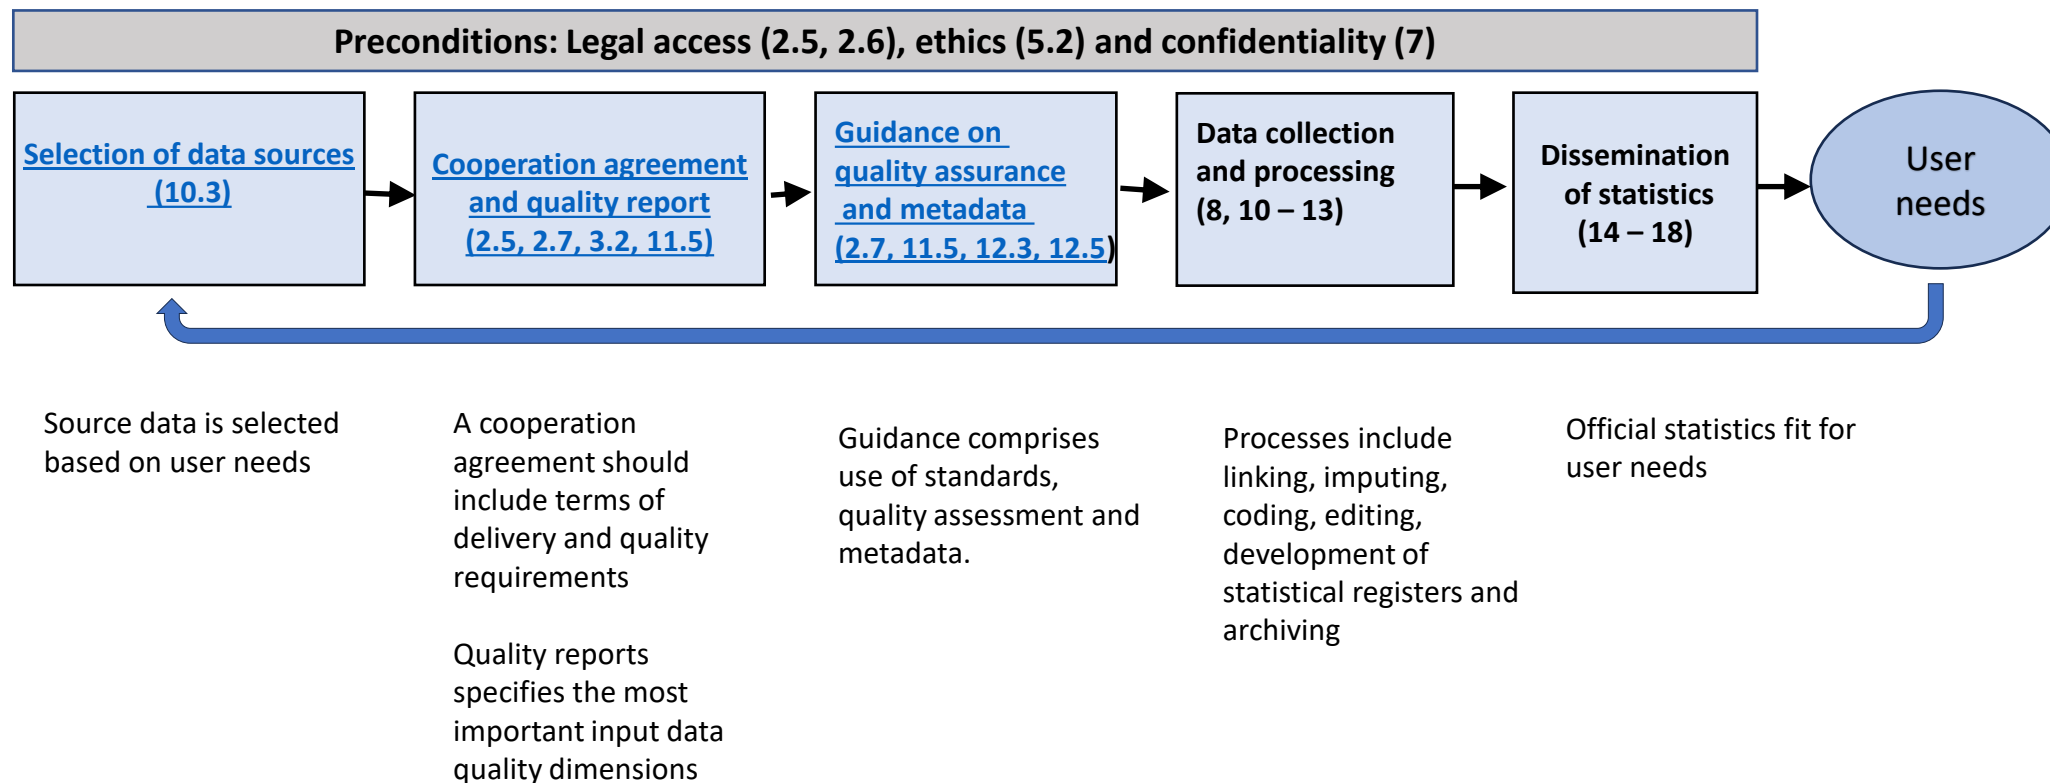 Preconditions: Legal access (2.5, 2.6), ethics (5.2) and confidentiality (7)
Selection of data sources
(10.3)
Cooperation agreement
and quality report
(2.5, 2.7, 3.2, 11.5)
Guidance on
quality assurance
and metadata
(2.7, 11.5, 12.3, 12.5)
Data collection
and processing
(8, 10 – 13)
Dissemination
of statistics
(14 – 18)
User
needs
Source data is selected
based on user needs
A cooperation
agreement should
include terms of
delivery and quality
requirements
Quality reports
specifies the most
important input data
quality dimensions
Guidance comprises
use of standards,
quality assessment and
metadata.
Processes include
linking, imputing,
coding, editing,
development of
statistical registers and
archiving
Official statistics fit for
user needs